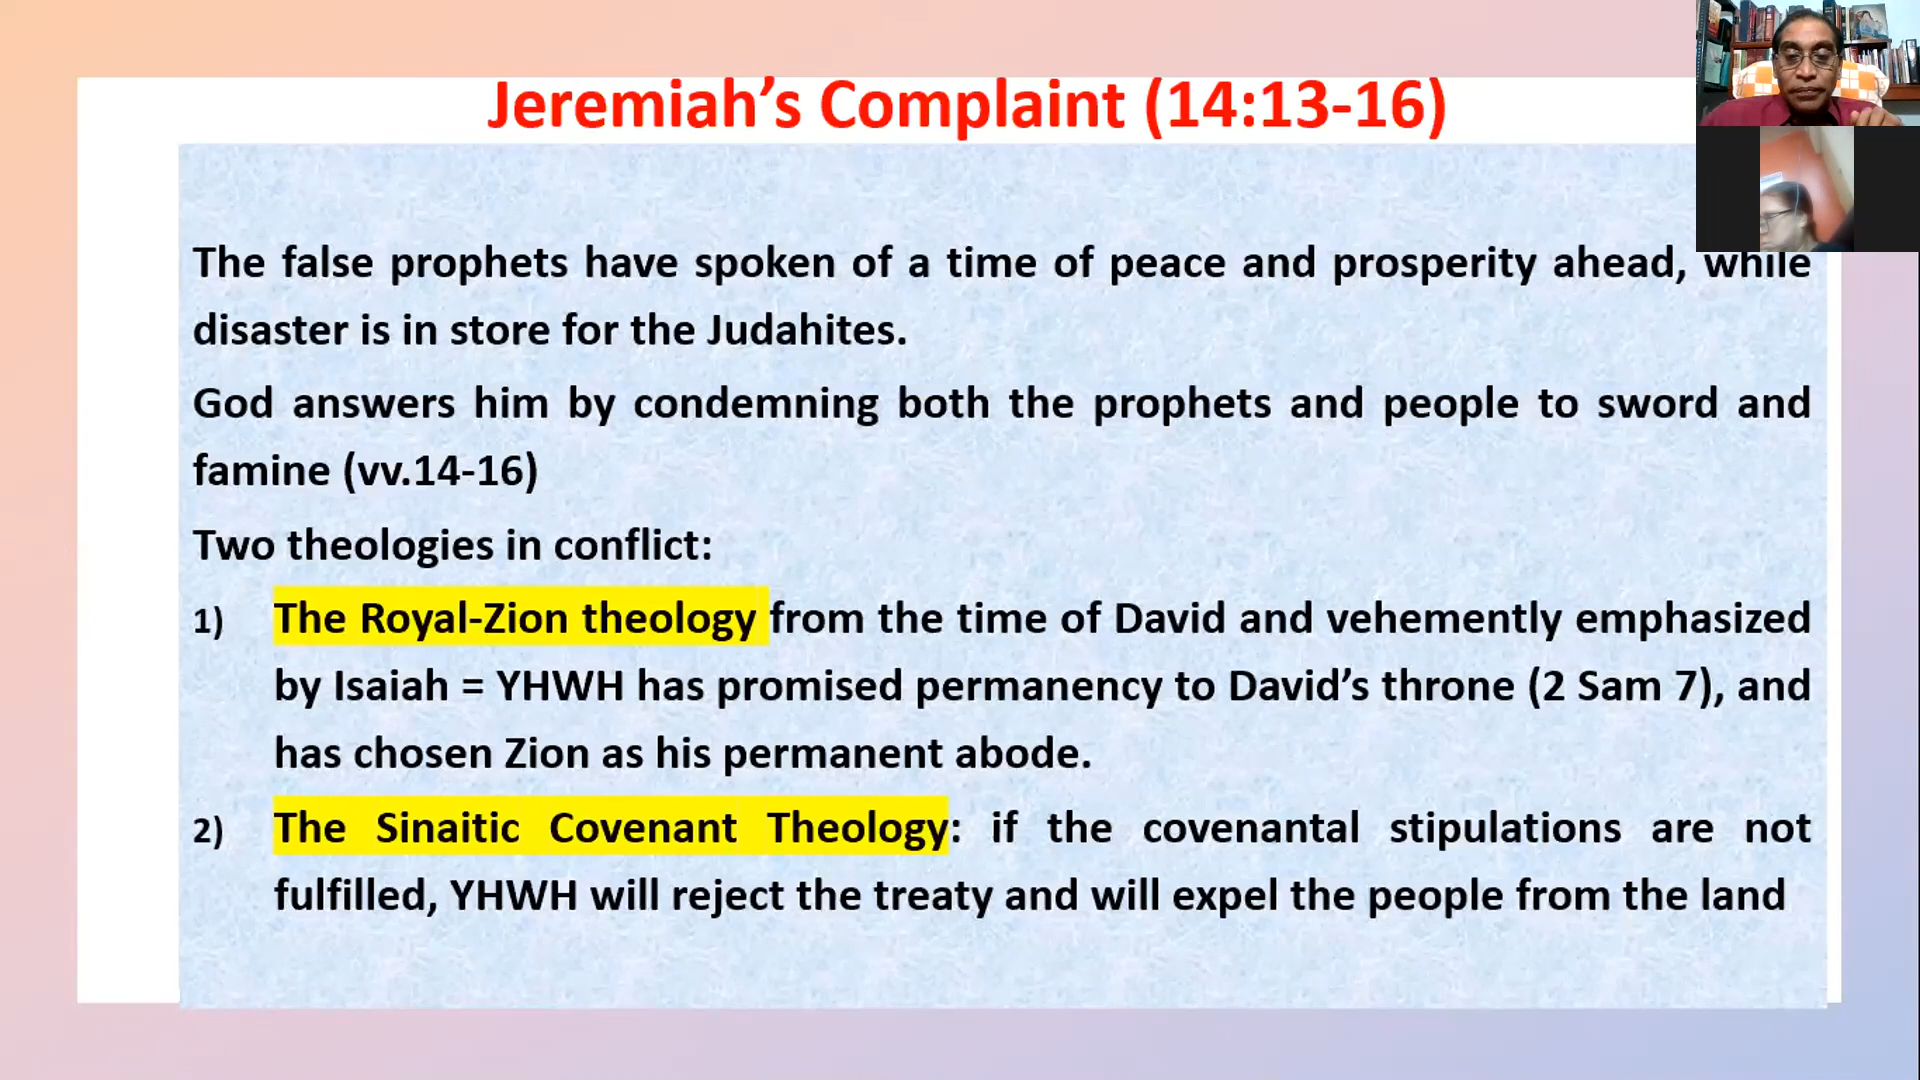 Jeremiah’s Complaint (14:13-16)
The false prophets have spoken of a time of peace and prosperity ahead, while
disaster is in store for the Judahites.
God answers him by condemning both the prophets and people to sword and
famine (vv.14-16)
Two theologies in conflict:
1) The Royal-Zion theology from the time of David and vehemently emphasized
by Isaiah = YHWH has promised permanency to David’s throne (2 Sam 7), and
has chosen Zion as his permanent abode.
2) The Sinaitic Covenant Theology: if the covenantal stipulations are not
fulfilled, YHWH will reject the treaty and will expel the people from the land